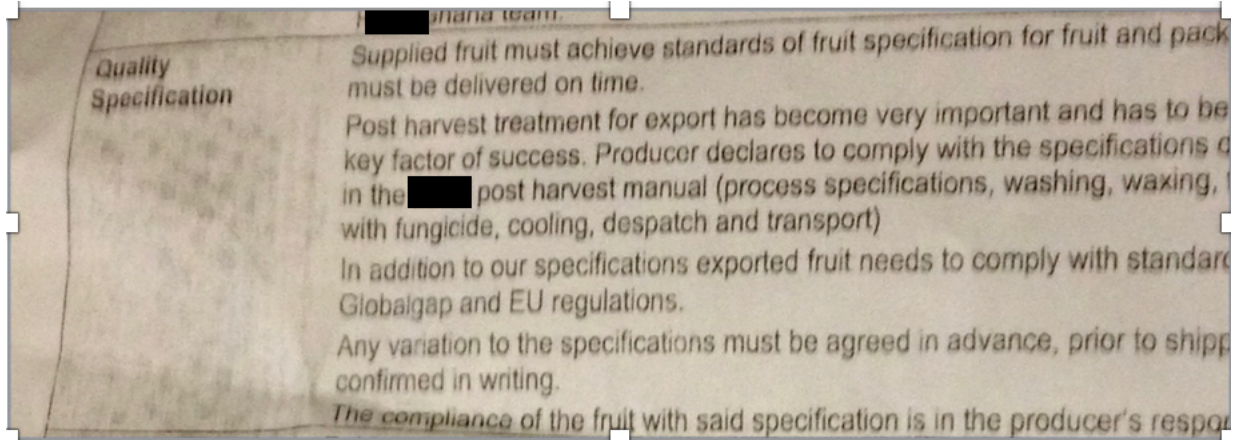 team.
Quality
Specification
Supplied fruit must achieve standards of fruit specification for fruit and pack
must be delivered on time.
Post harvest treatment for export has become very important and has to be
key factor of success. Producer declares to comply with the specifications
in the post harvest manual (process specifications, washing, waxing,
with fungicide, cooling, despatch and transport)
In addition to our specifications exported fruit needs to comply with standard
Globalgap and EU regulations.
Any variation to the specifications must be agreed in advance, prior to shipp
confirmed in writing.
The compliance of the fruit with said specification is in the producer's respon